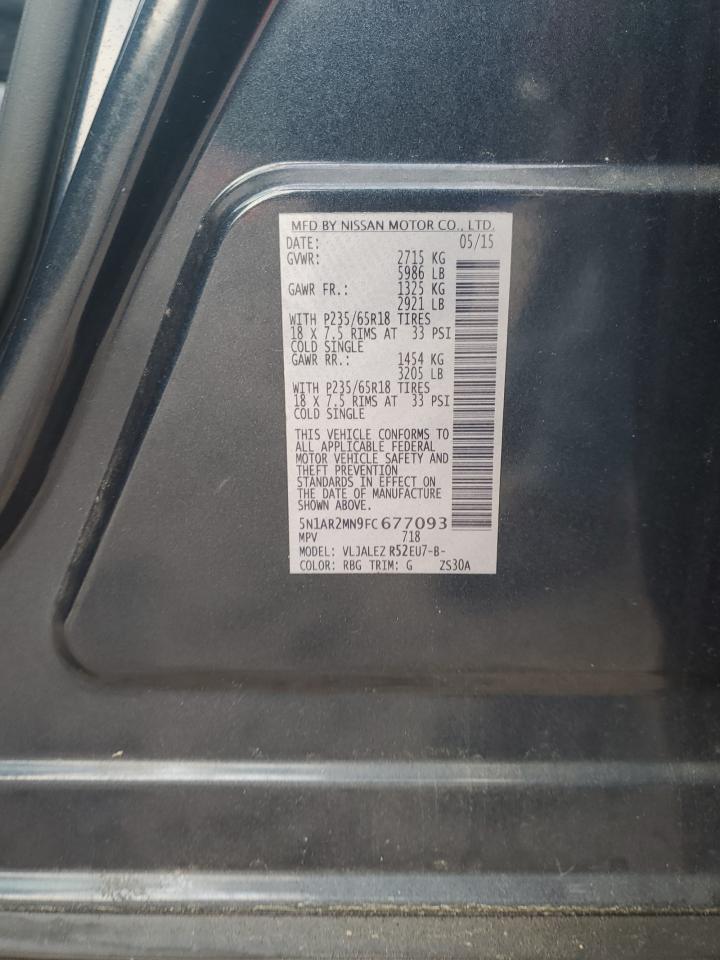 MFD BY NISSAN MOTOR CO., LTD.
DATE: 05/15
GVWR: 2715 KG
5986 LB
GAWR FR.: 1325 KG
2921 LB
WITH P235/65R18 TIRES
18 X 7.5 RIMS AT 33 PSI
COLD SINGLE
GAWR RR.: 1454 KG
3205 LB
WITH P235/65R18 TIRES
18 X 7.5 RIMS AT 33 PSI
COLD SINGLE
THIS VEHICLE CONFORMS TO
ALL APPLICABLE FEDERAL
MOTOR VEHICLE SAFETY AND
THEFT PREVENTION
STANDARDS IN EFFECT ON
THE DATE OF MANUFACTURE
SHOWN ABOVE.
5N1AR2MN9FC677093
MPV 718
MODEL: VLJALEZ R52EU7-B-
COLOR: RBG TRIM: G ZS30A